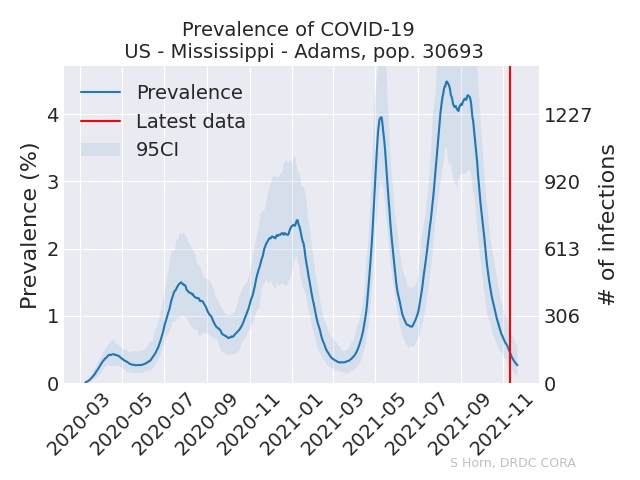 Prevalence of COVID-19
US - Mississippi - Adams, pop. 30693
Prevalence
Latest data
95CI
Prevalence (%)
4
3
2
1
0
1227
920
613
306
0
# of infections
2020-03
2020-05
2020-07
2020-09
2020-11
2021-01
2021-03
2021-05
2021-07
2021-09
2021-11
S Horn, DRDC CORA